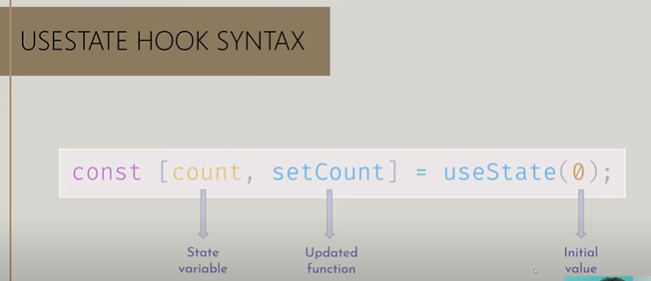 USESTATE HOOK SYNTAX
const [count, setCount] = useState(0);
State variable
Updated function
Initial value